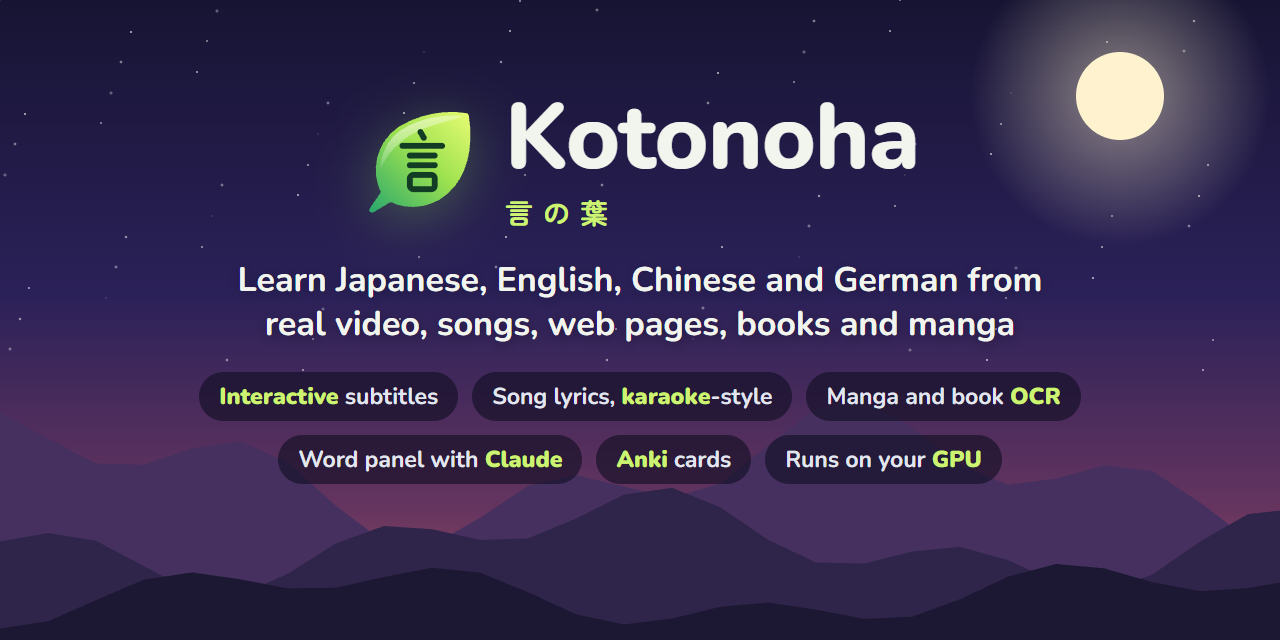 言
Kotonoha
言の葉
Learn Japanese, English, Chinese and German from
real video, songs, web pages, books and manga
Interactive subtitles
Song lyrics, karaoke-style
Manga and book OCR
Word panel with Claude
Anki cards
Runs on your GPU